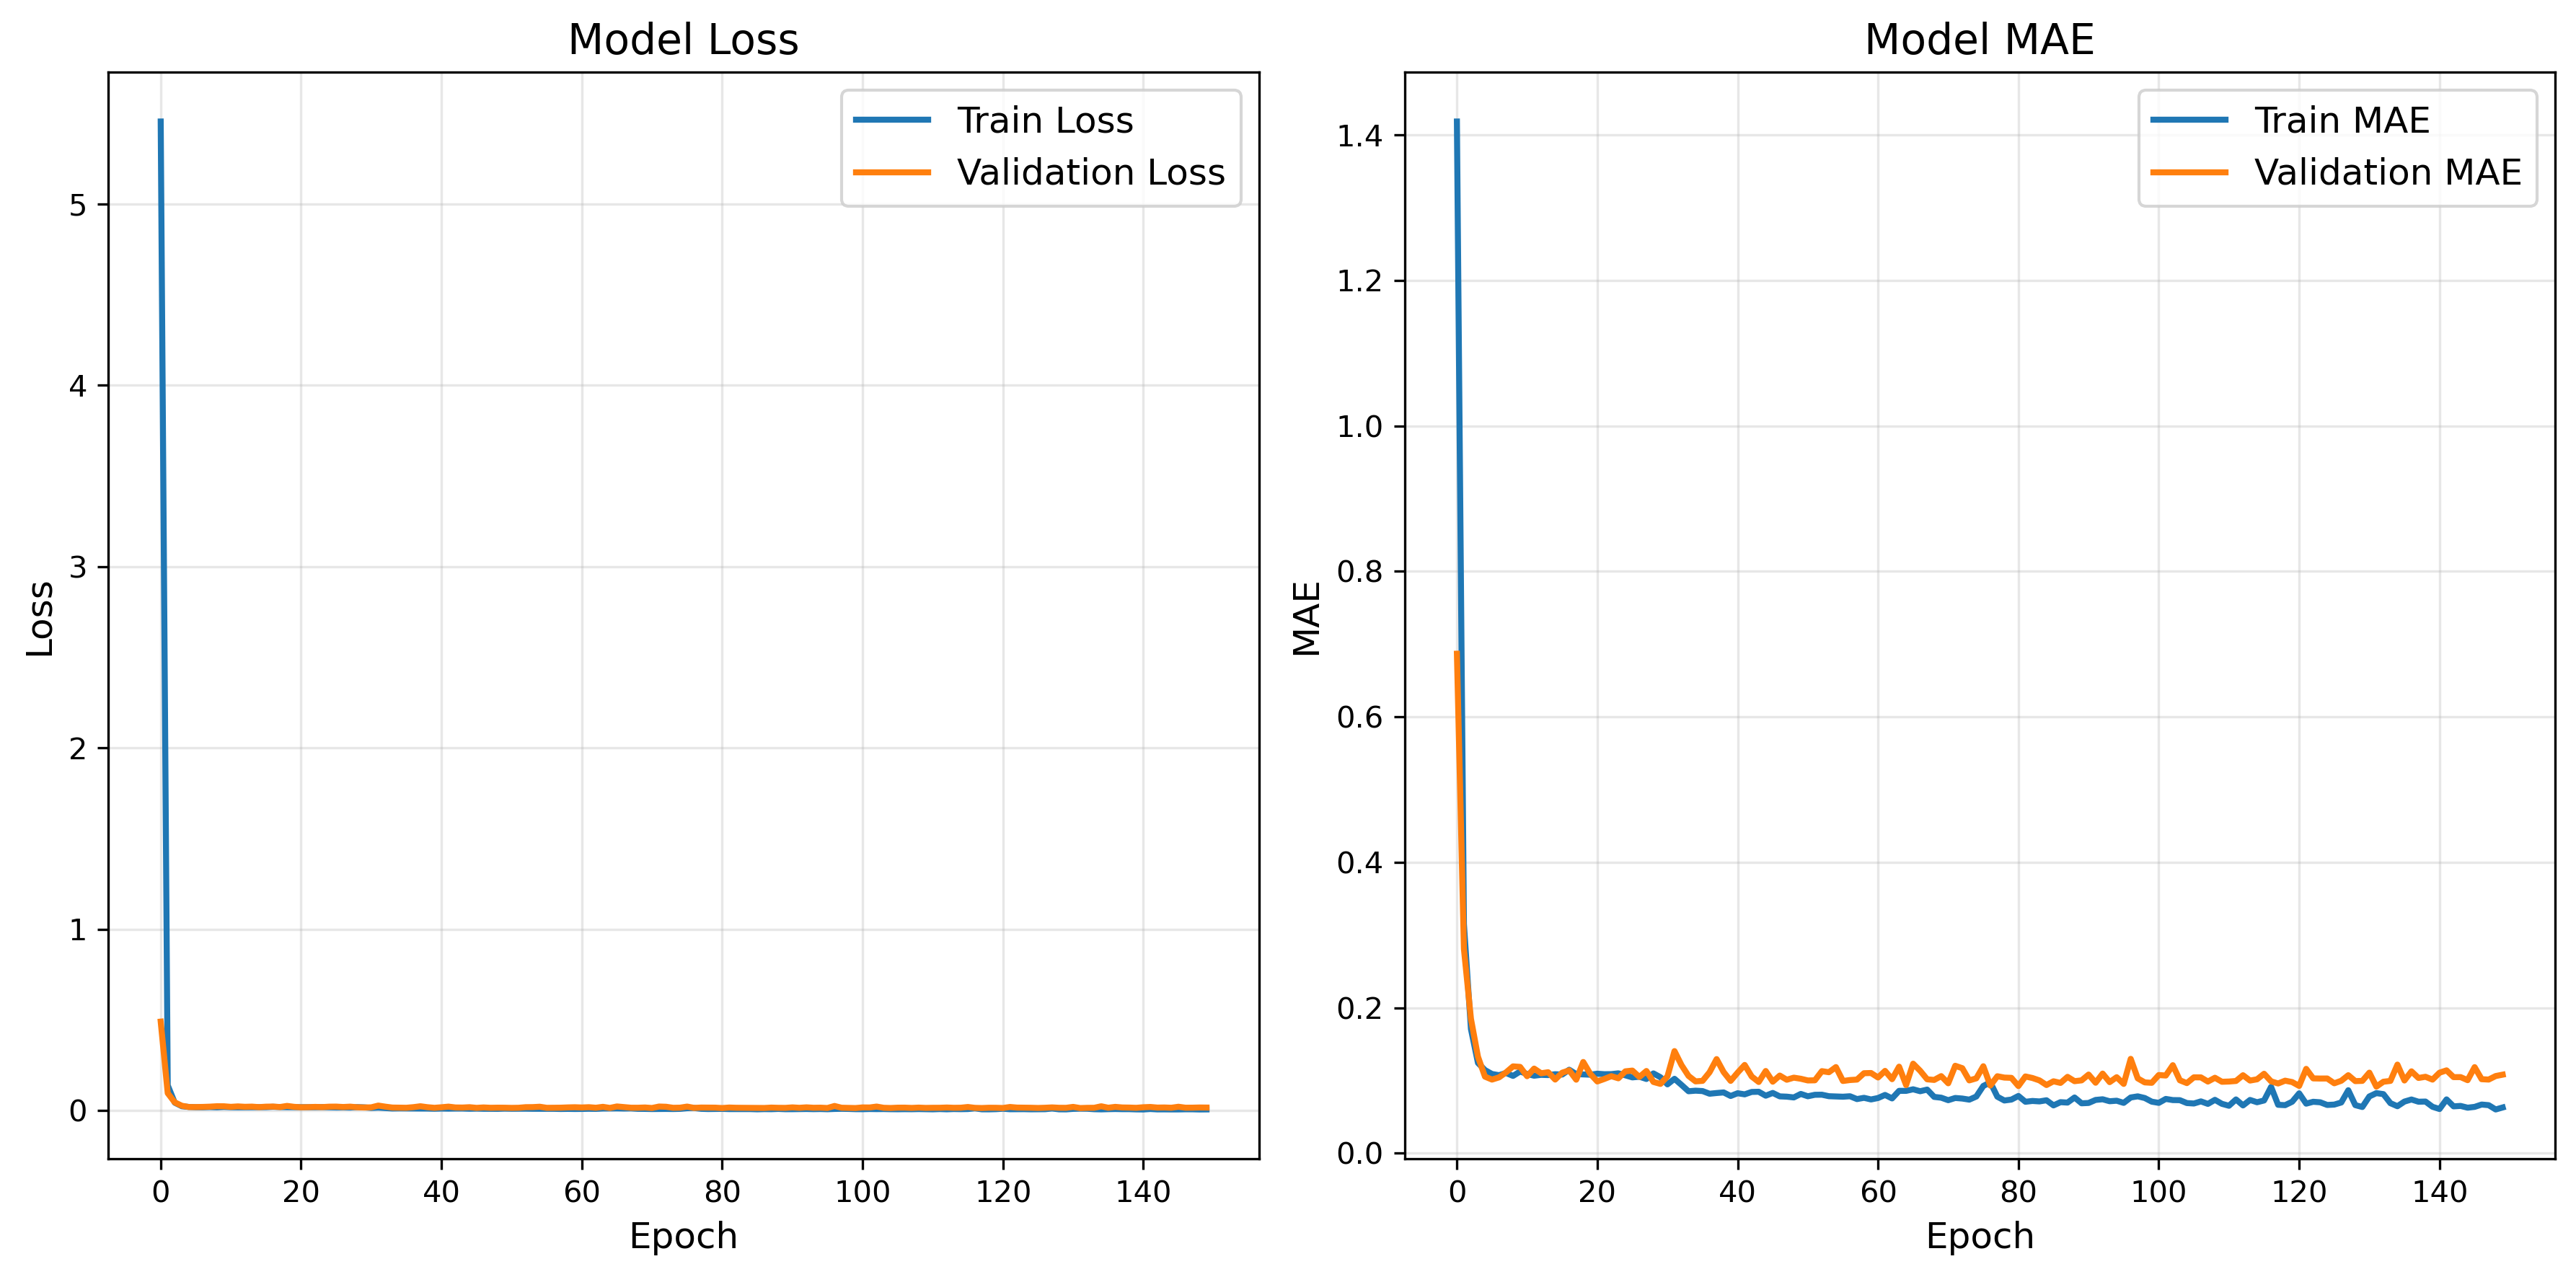 Model Loss
Train Loss
Validation Loss
5
4
3
2
1
0
Loss
0 20 40 60 80 100 120 140
Epoch
Model MAE
Train MAE
Validation MAE
1.4
1.2
1.0
0.8
0.6
0.4
0.2
0.0
MAE
0 20 40 60 80 100 120 140
Epoch